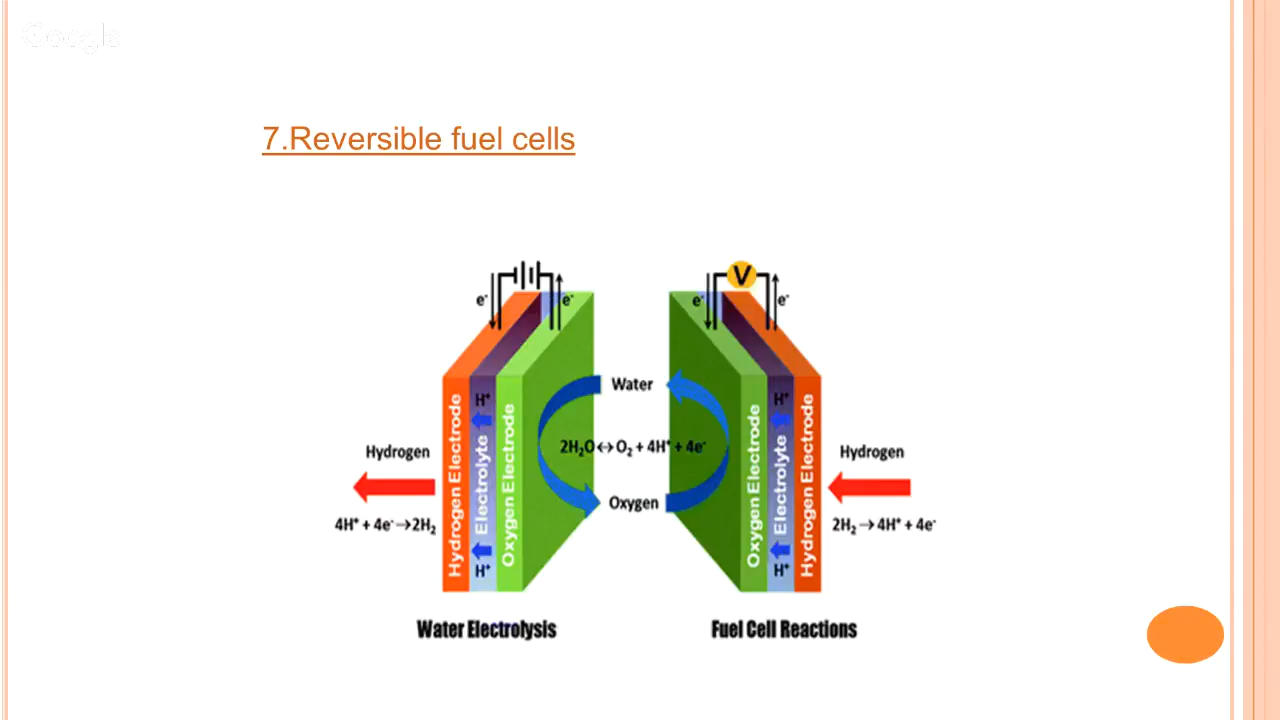 Google
7.Reversible fuel cells
V
e⁻
e⁻
e⁻
e⁻
Hydrogen Electrode
H⁺
Electrolyte
H⁺
Oxygen Electrode
Water
2H₂O↔O₂ + 4H⁺ + 4e⁻
Oxygen
Oxygen Electrode
H⁺
Electrolyte
H⁺
Hydrogen Electrode
Hydrogen
4H⁺ + 4e⁻→2H₂
Hydrogen
2H₂→4H⁺ + 4e⁻
Water Electrolysis
Fuel Cell Reactions